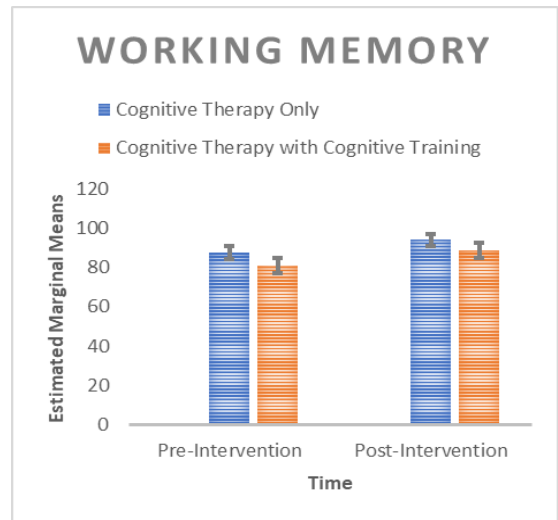 WORKING MEMORY
Cognitive Therapy Only
Cognitive Therapy with Cognitive Training
Estimated Marginal Means
120
100
80
60
40
20
0
Pre-Intervention Post-Intervention
Time